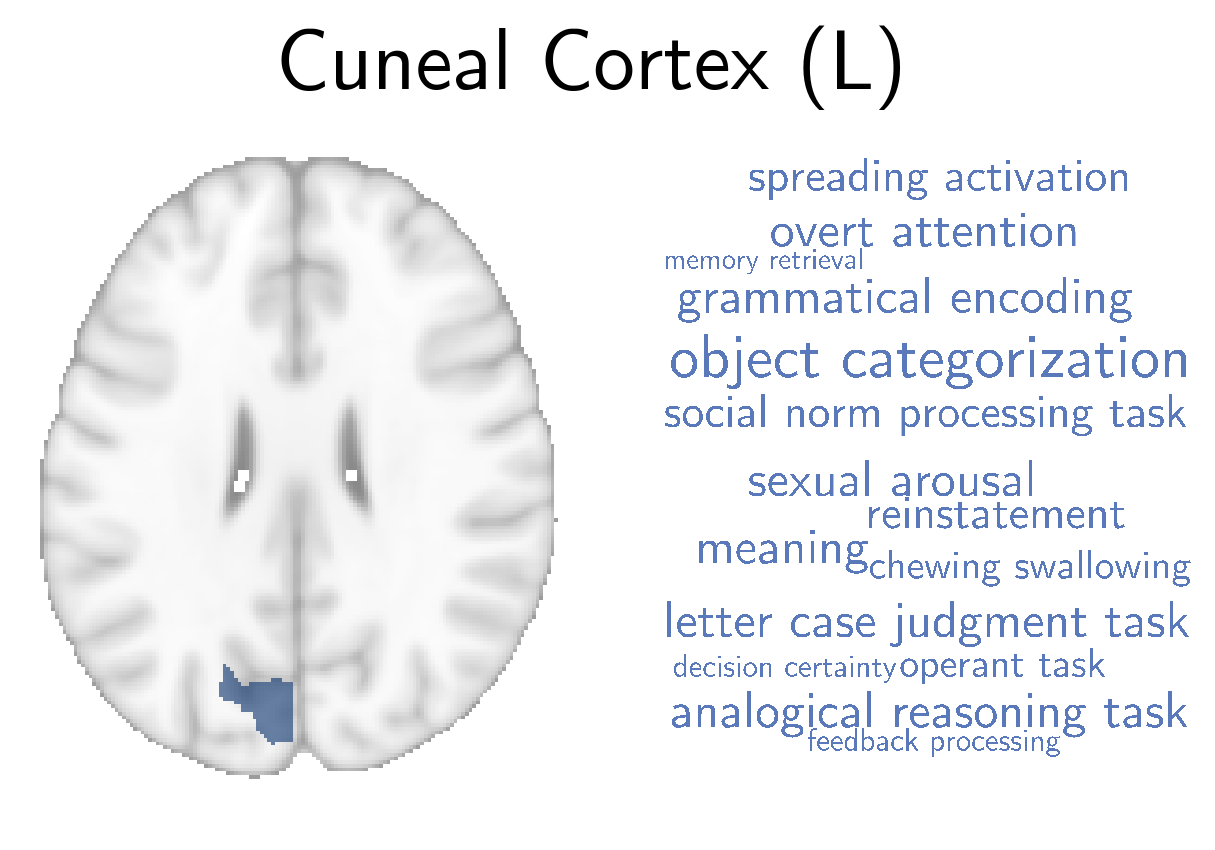 Cuneal Cortex (L)
spreading activation
overt attention
memory retrieval
grammatical encoding
object categorization
social norm processing task
sexual arousal
reinstatement
meaning
chewing swallowing
letter case judgment task
decision certainty
operant task
analogical reasoning task
feedback processing